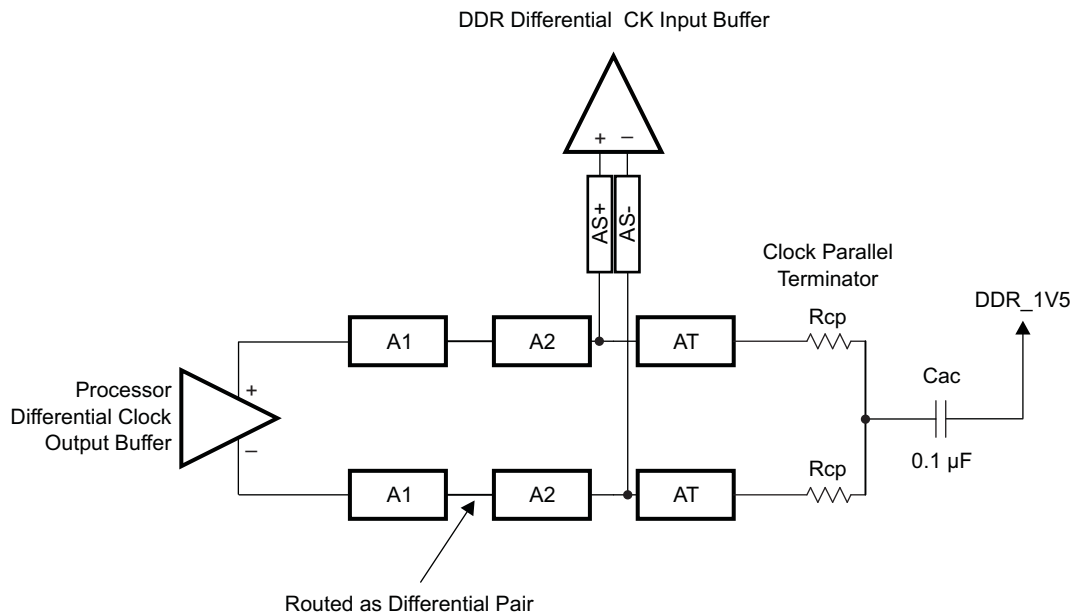 DDR Differential CK Input Buffer
+ −
AS+
AS-
Clock Parallel
Terminator
DDR_1V5
A1
A2
AT
Rcp
Processor
Differential Clock
Output Buffer
+
−
Cac
0.1 µF
A1
A2
AT
Rcp
Routed as Differential Pair